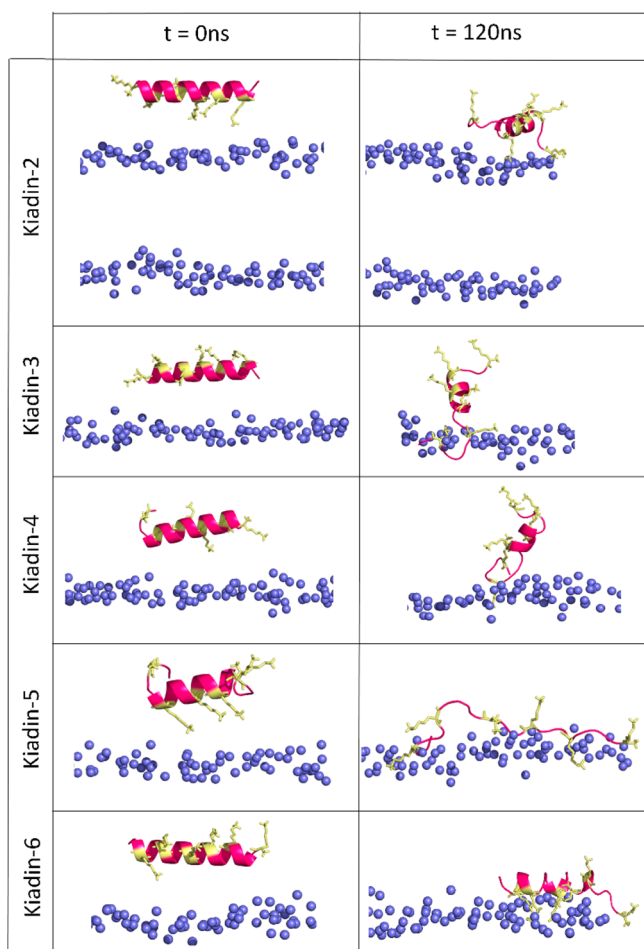 t = 0ns
t = 120ns
Kiadin-2
Kiadin-3
Kiadin-4
Kiadin-5
Kiadin-6